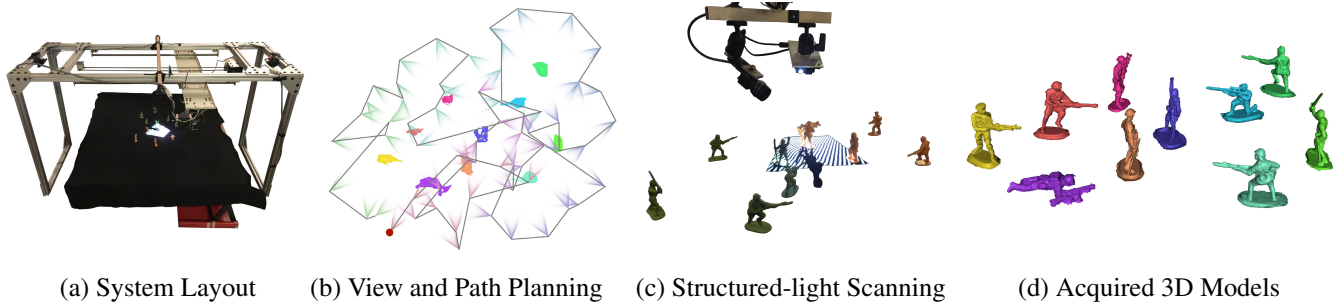 (a) System Layout
(b) View and Path Planning
(c) Structured-light Scanning
(d) Acquired 3D Models